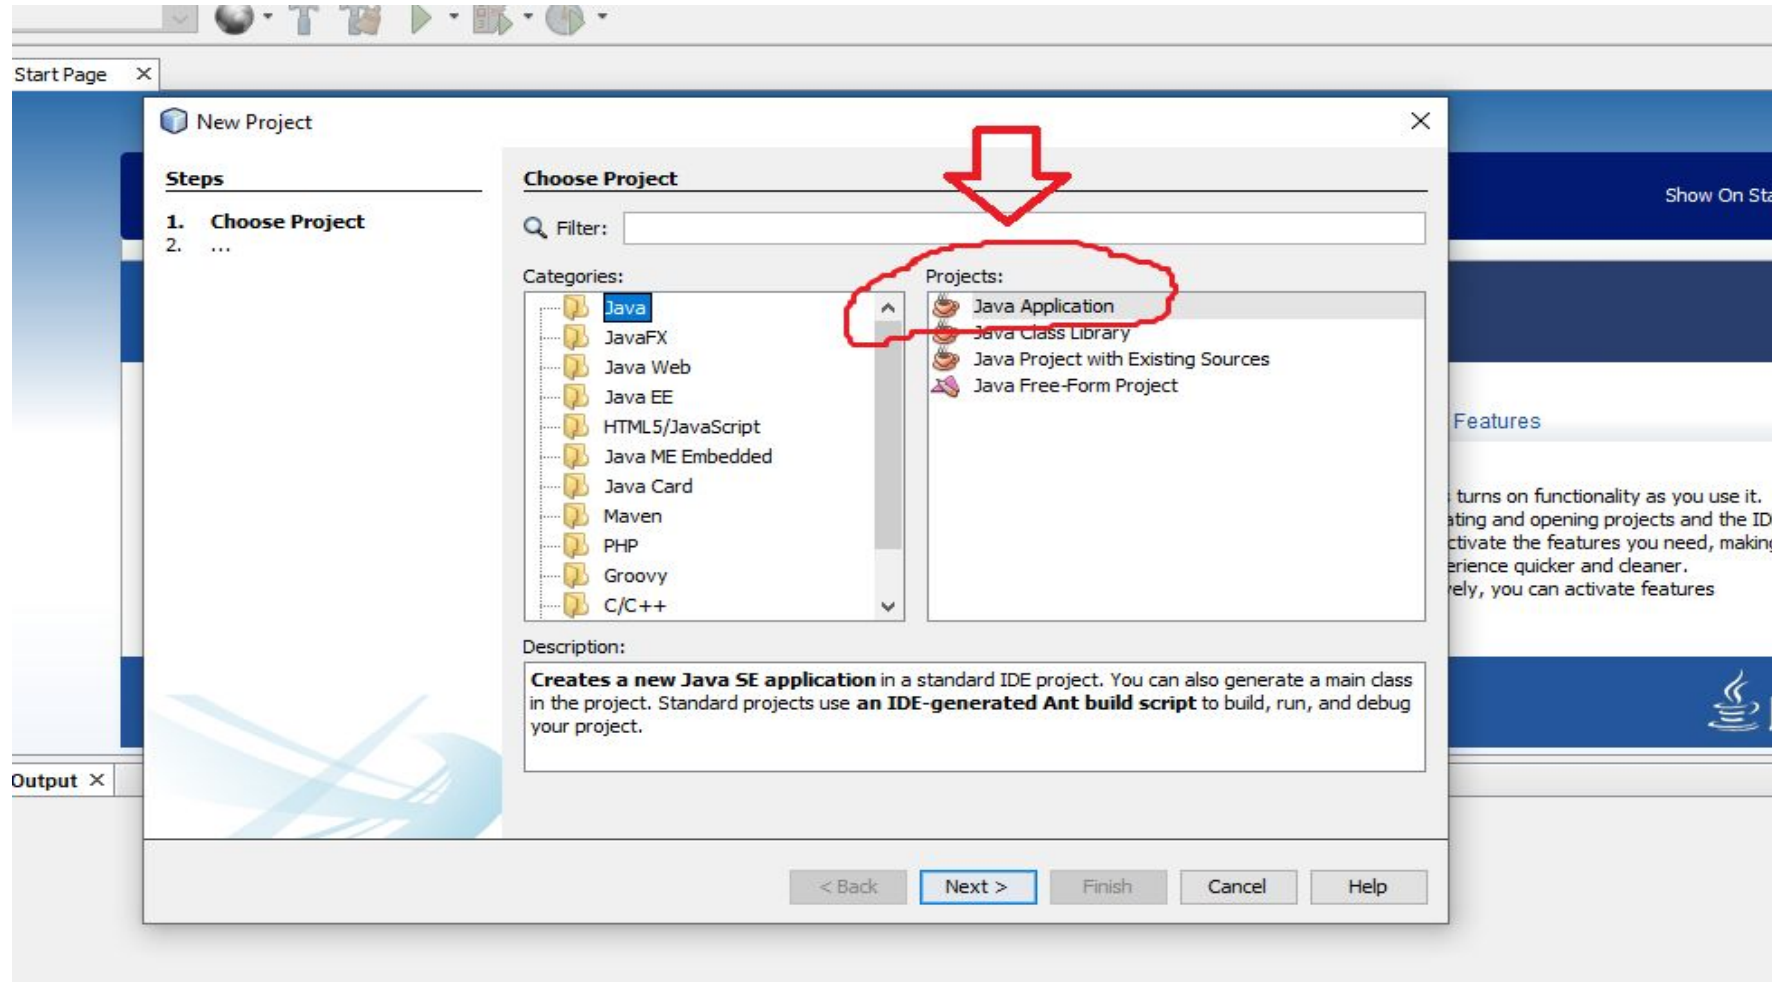 Start Page
New Project
Steps
1. Choose Project
2. ...
Choose Project
Filter:
Categories:
Java
JavaFX
Java Web
Java EE
HTML5/JavaScript
Java ME Embedded
Java Card
Maven
PHP
Groovy
C/C++
Projects:
Java Application
Java Class Library
Java Project with Existing Sources
Java Free-Form Project
Description:
Creates a new Java SE application in a standard IDE project. You can also generate a main class
in the project. Standard projects use an IDE-generated Ant build script to build, run, and debug
your project.
< Back
Next >
Finish
Cancel
Help
Show On Sta
Features
turns on functionality as you use it.
ating and opening projects and the ID
ctivate the features you need, making
erience quicker and cleaner.
ely, you can activate features
Output